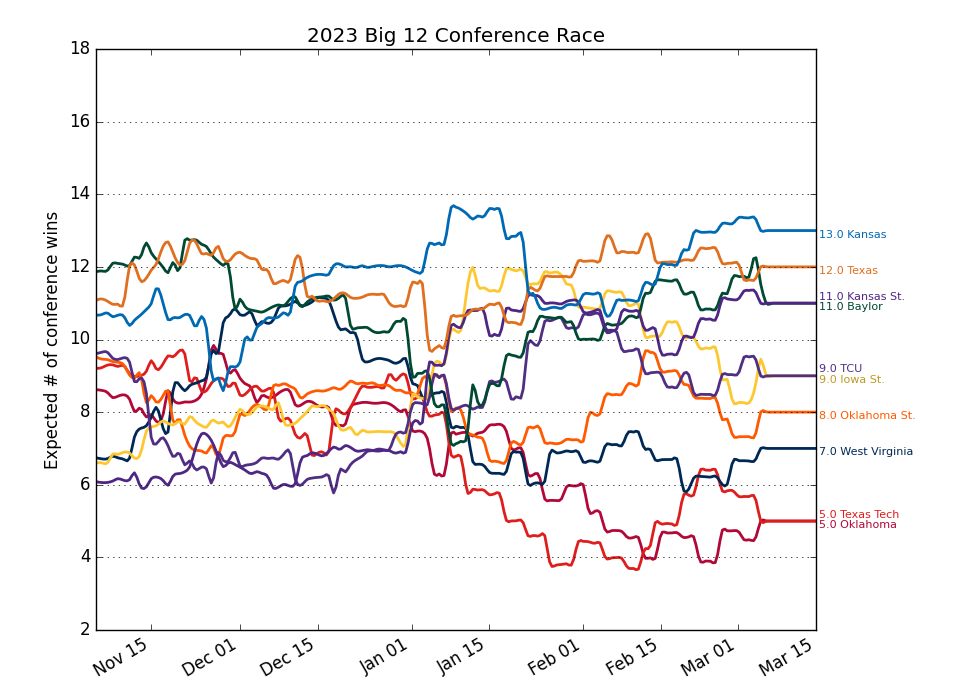 2023 Big 12 Conference Race
Expected # of conference wins
18
16
14
12
10
8
6
4
2
13.0 Kansas
12.0 Texas
11.0 Kansas St.
11.0 Baylor
9.0 TCU
9.0 Iowa St.
8.0 Oklahoma St.
7.0 West Virginia
5.0 Texas Tech
5.0 Oklahoma
Nov 15
Dec 01
Dec 15
Jan 01
Jan 15
Feb 01
Feb 15
Mar 01
Mar 15